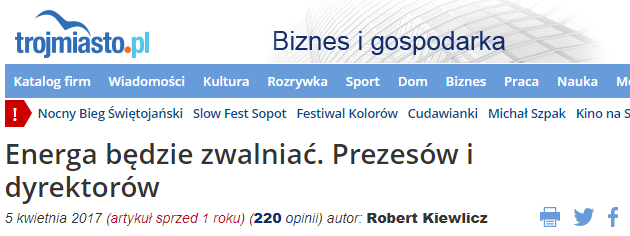 trojmiasto.pl
Biznes i gospodarka
Katalog firm Wiadomości Kultura Rozrywka Sport Dom Biznes Praca Nauka
! Nocny Bieg Świętojański Slow Fest Sopot Festiwal Kolorów Cudawianki Michał Szpak Kino na
Energa będzie zwalniać. Prezesów i
dyrektorów
5 kwietnia 2017 (artykuł sprzed 1 roku) (220 opinii) autor: Robert Kiewlicz